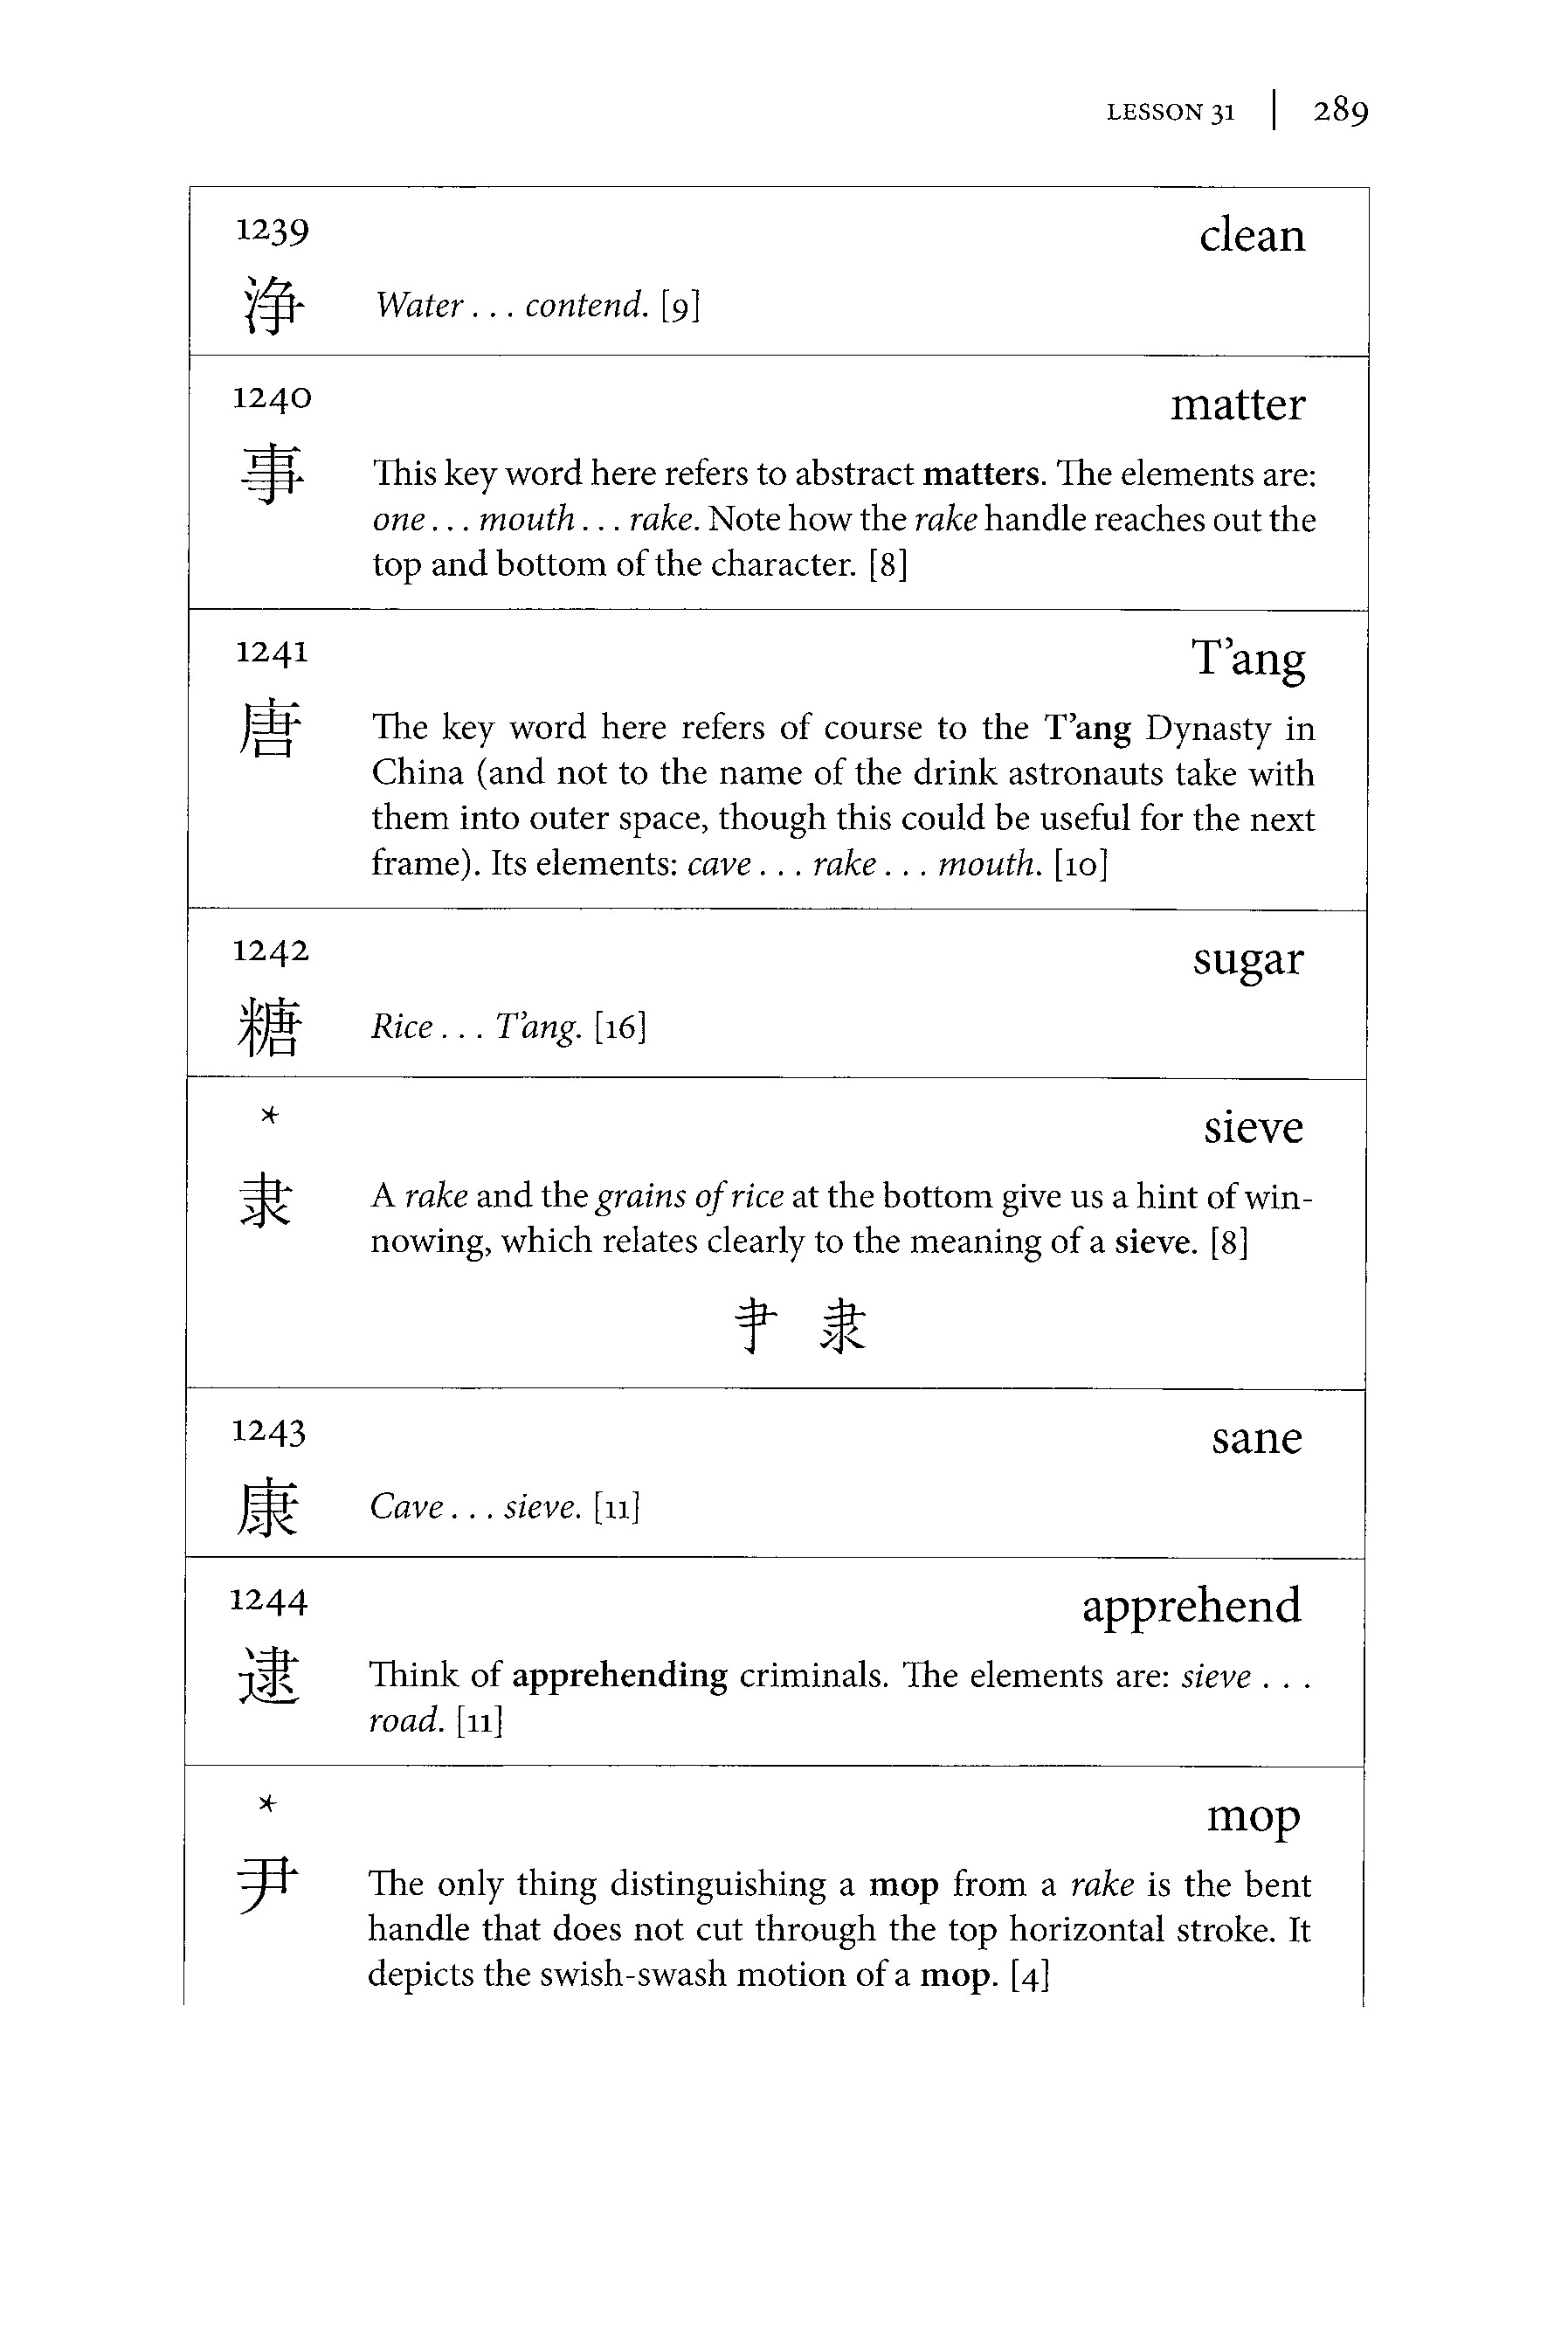 LESSON 31 | 289
1239 clean
浄 Water . . . contend. [9]
1240 matter
事 This key word here refers to abstract matters. The elements are:
one . . . mouth . . . rake. Note how the rake handle reaches out the
top and bottom of the character. [8]
1241 T’ang
唐 The key word here refers of course to the T’ang Dynasty in
China (and not to the name of the drink astronauts take with
them into outer space, though this could be useful for the next
frame). Its elements: cave . . . rake . . . mouth. [10]
1242 sugar
糖 Rice . . . T’ang. [16]
* sieve
隶 A rake and the grains of rice at the bottom give us a hint of win-
nowing, which relates clearly to the meaning of a sieve. [8]
⺻ 隶
1243 sane
康 Cave . . . sieve. [11]
1244 apprehend
逮 Think of apprehending criminals. The elements are: sieve . . .
road. [11]
* mop
尹 The only thing distinguishing a mop from a rake is the bent
handle that does not cut through the top horizontal stroke. It
depicts the swish-swash motion of a mop. [4]